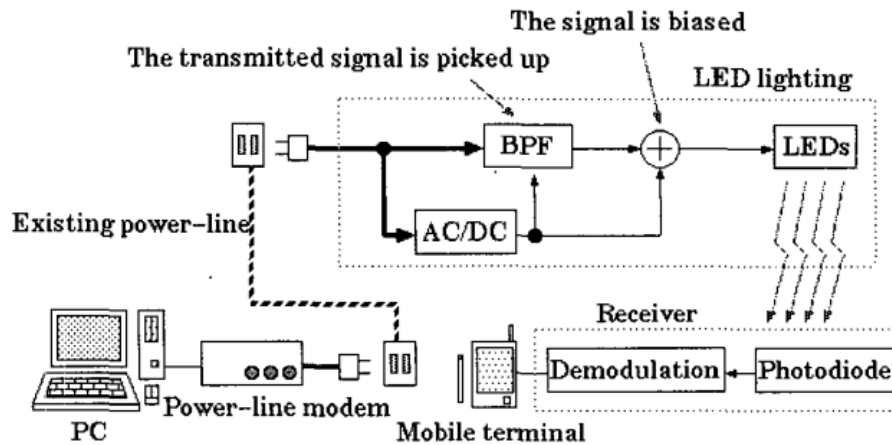 The signal is biased
The transmitted signal is picked up
LED lighting
BPF
LEDs
Existing power-line
AC/DC
Receiver
Demodulation
Photodiode
Power-line modem
PC
Mobile terminal